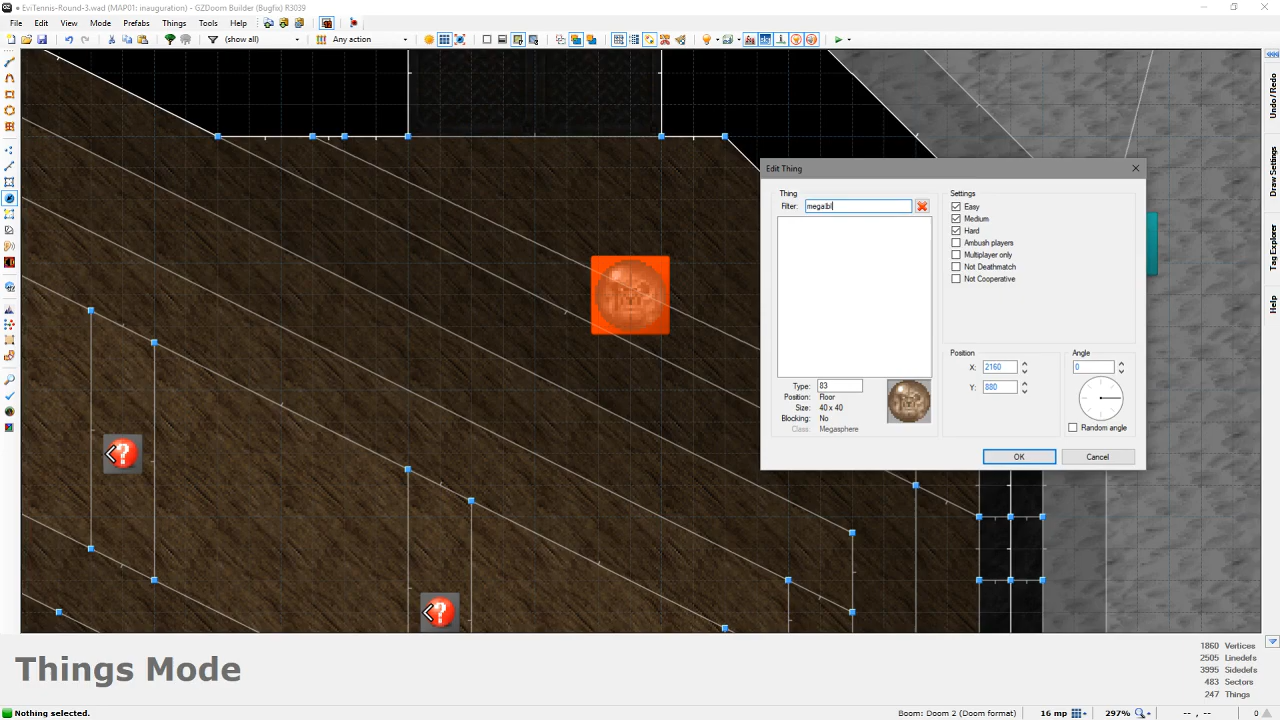 EviTennis-Round-3.wad (MAP01: inauguration) - GZDoom Builder (Bugfix) R3039
File Edit View Mode Prefabs Things Tools Help
(show all) Any action
Undo / Redo
Draw Settings
Tag Explorer
Help
Edit Thing
Thing
Filter: mega:bl
Type: 83
Position: Floor
Size: 40 x 40
Blocking: No
Class: Megasphere
Settings
Easy
Medium
Hard
Ambush players
Multiplayer only
Not Deathmatch
Not Cooperative
Position
X: 2160
Y: 880
Angle
0
Random angle
OK Cancel
Things Mode
1860 Vertices
2505 Linedefs
3995 Sidedefs
483 Sectors
247 Things
Nothing selected.
Boom: Doom 2 (Doom format) 16 mp 297% -- , -- 0